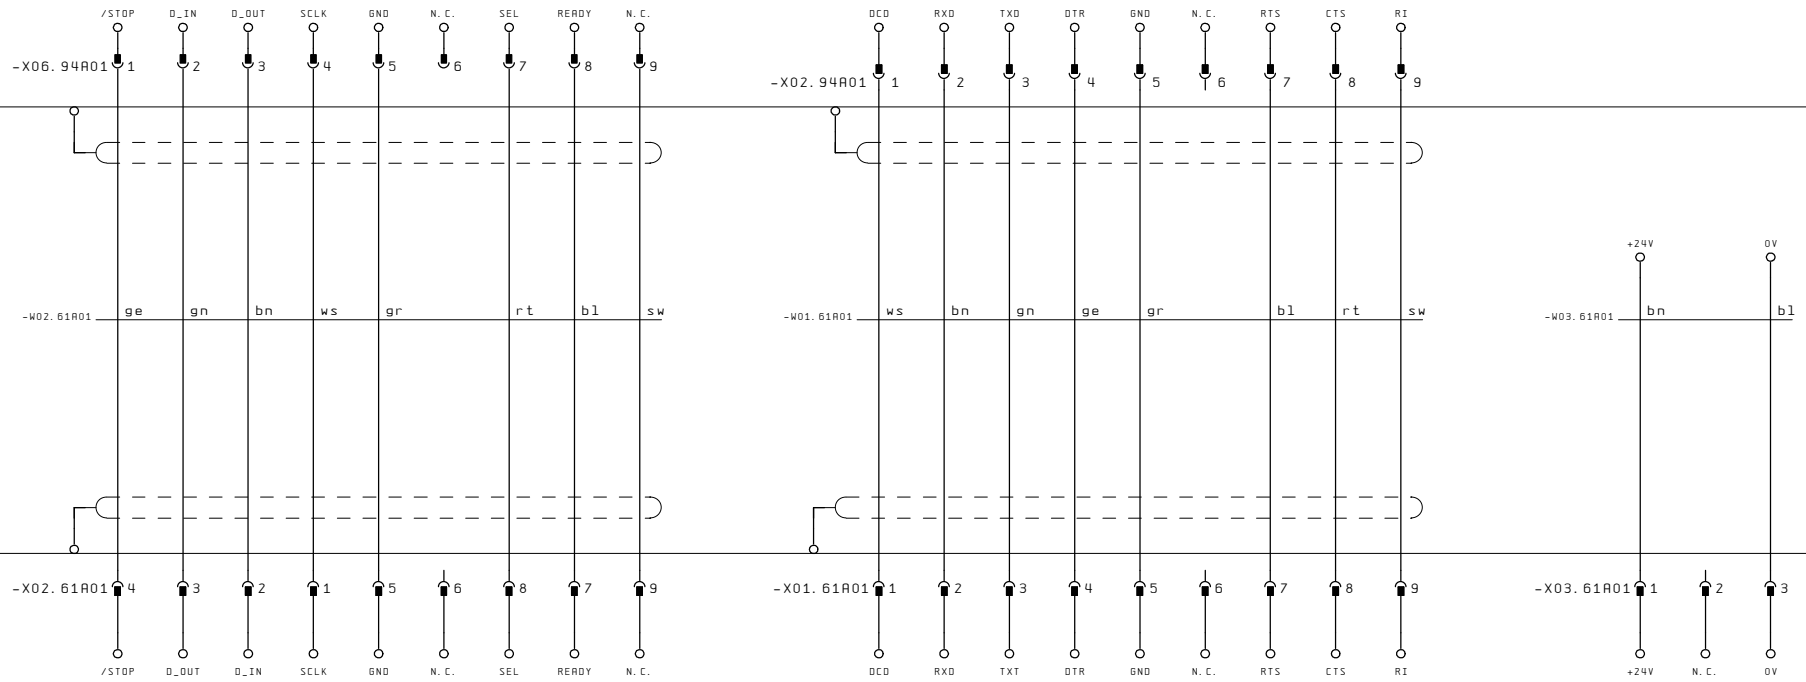 /STOP D_IN D_OUT SCLK GND N.C. SEL READY N.C. DCD RXD TXD DTR GND N.C. RTS CTS RI
-X06.94A01 1 2 3 4 5 6 7 8 9
-X02.94A01 1 2 3 4 5 6 7 8 9
+24V 0V
-W02.61A01 ge gn bn ws gr rt bl sw
-W01.61A01 ws bn gn ge gr bl rt sw
-W03.61A01 bn bl
-X02.61A01 4 3 2 1 5 6 8 7 9
-X01.61A01 1 2 3 4 5 6 7 8 9
-X03.61A01 1 2 3
/STOP D_OUT D_IN SCLK GND N.C. SEL READY N.C. DCD RXD TXT DTR GND N.C. RTS CTS RI +24V N.C. 0V